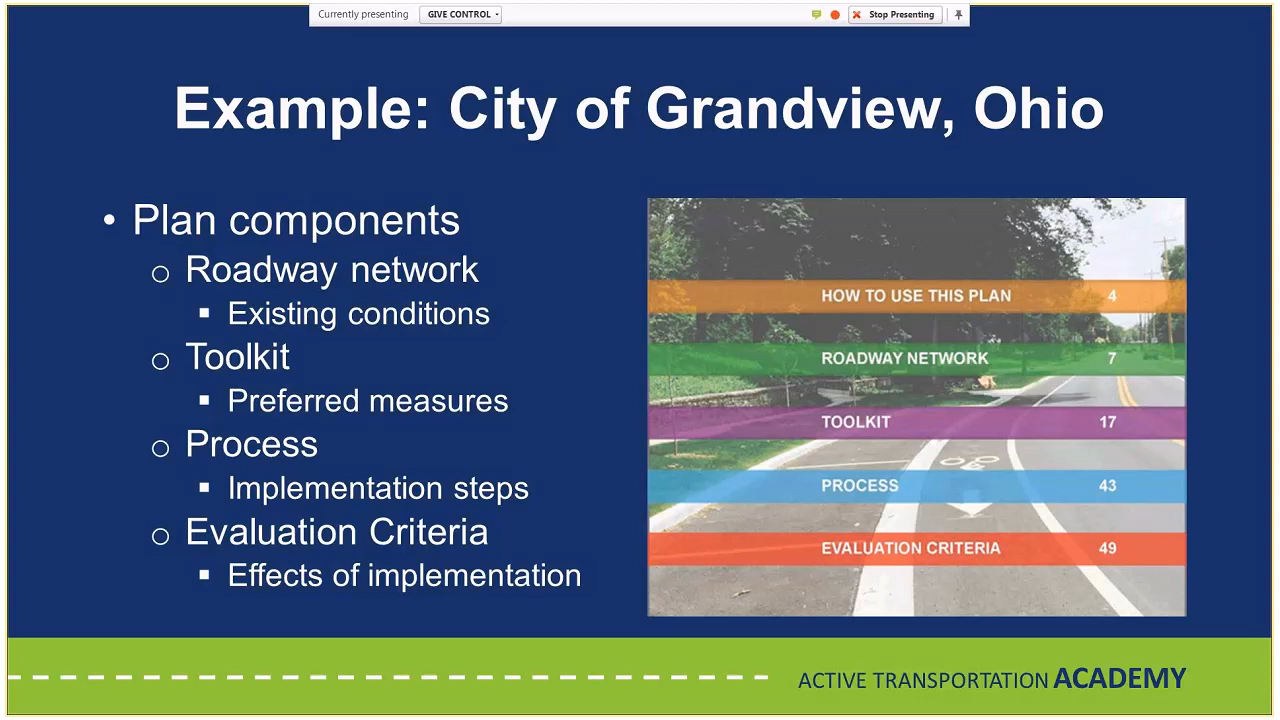 Currently presenting
GIVE CONTROL
Stop Presenting
Example: City of Grandview, Ohio
• Plan components
o Roadway network
▪ Existing conditions
o Toolkit
▪ Preferred measures
o Process
▪ Implementation steps
o Evaluation Criteria
▪ Effects of implementation
HOW TO USE THIS PLAN 4
ROADWAY NETWORK 7
TOOLKIT 17
PROCESS 43
EVALUATION CRITERIA 49
ACTIVE TRANSPORTATION ACADEMY